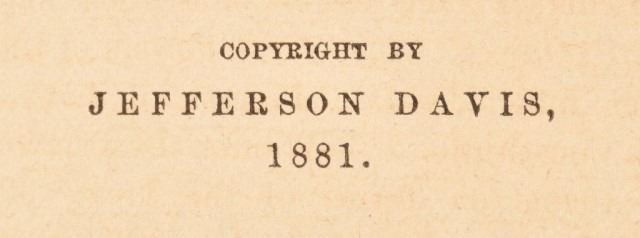 COPYRIGHT BY
JEFFERSON DAVIS,
1881.